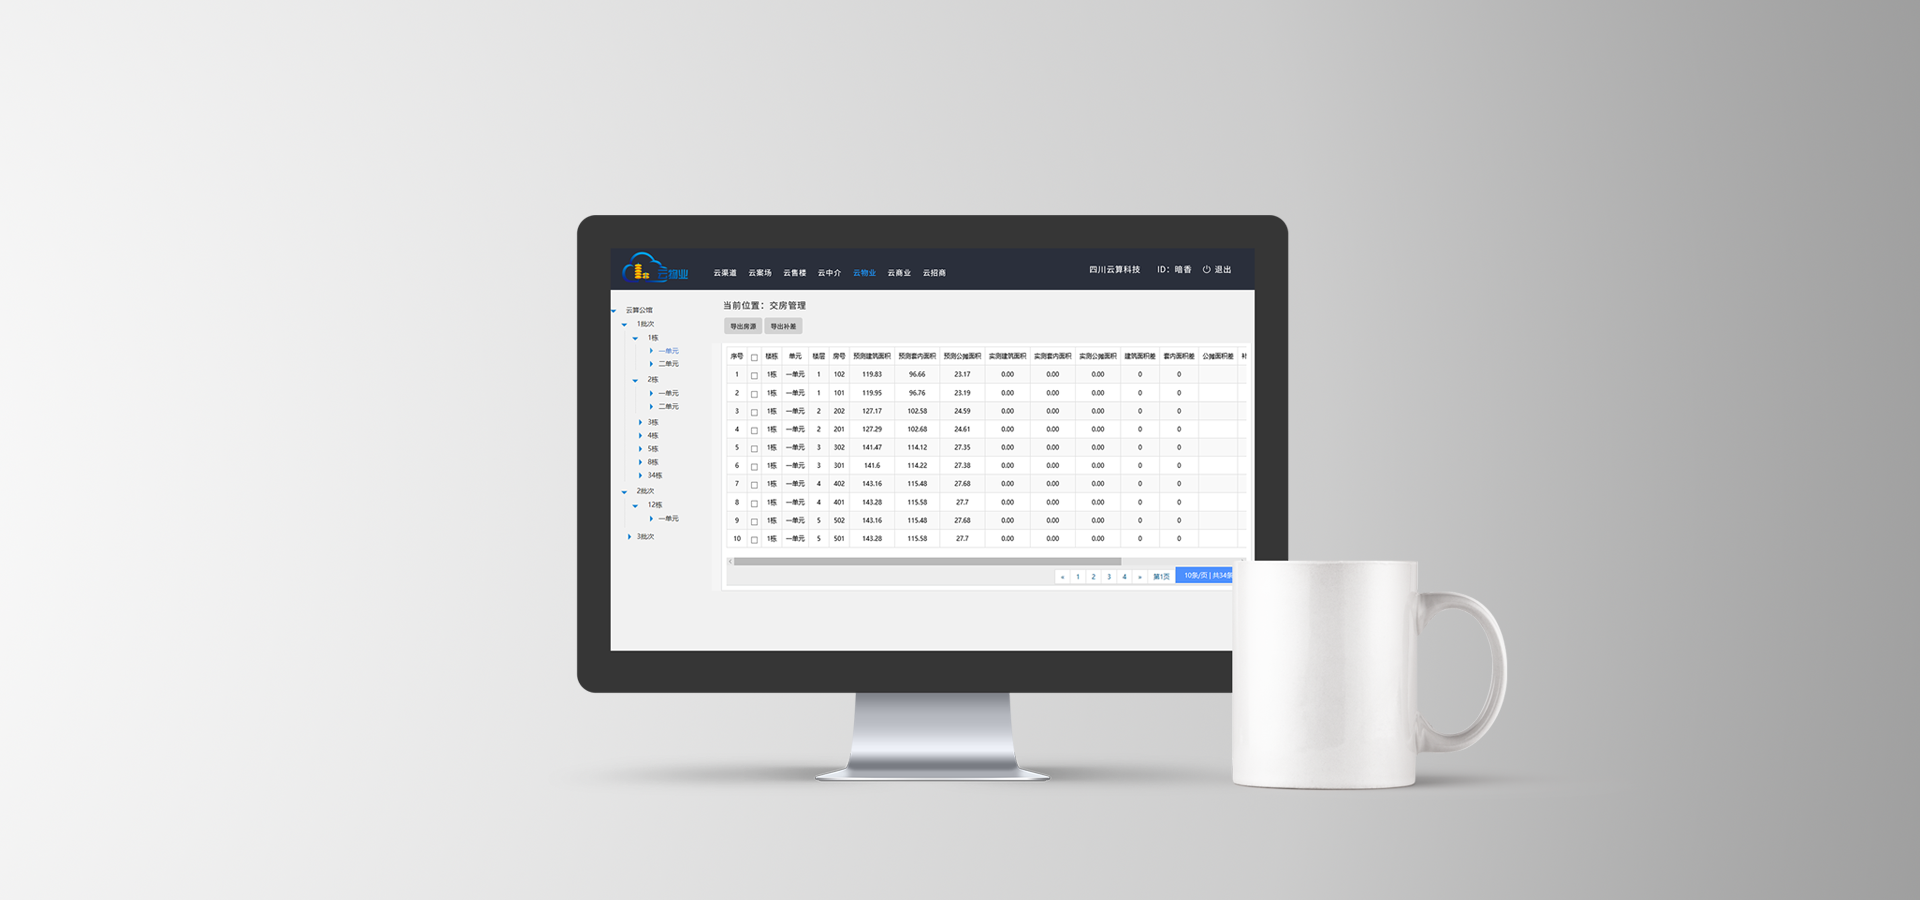 云物业
云渠道 云案场 云售楼 云中介 云物业 云商业 云招商
四川云算科技 ID：暗香 退出
云算公馆
1批次
1栋
一单元
二单元
2栋
一单元
二单元
3栋
4栋
5栋
8栋
34栋
2批次
12栋
一单元
3批次
当前位置：交房管理
导出房源 导出补差
序号 楼栋 单元 楼层 房号 预测建筑面积 预测套内面积 预测公摊面积 实测建筑面积 实测套内面积 实测公摊面积 建筑面积差 套内面积差 公摊面积差
1 1栋 一单元 1 102 119.83 96.66 23.17 0.00 0.00 0.00 0 0
2 1栋 一单元 1 101 119.95 96.76 23.19 0.00 0.00 0.00 0 0
3 1栋 一单元 2 202 127.17 102.58 24.59 0.00 0.00 0.00 0 0
4 1栋 一单元 2 201 127.29 102.68 24.61 0.00 0.00 0.00 0 0
5 1栋 一单元 3 302 141.47 114.12 27.35 0.00 0.00 0.00 0 0
6 1栋 一单元 3 301 141.6 114.22 27.38 0.00 0.00 0.00 0 0
7 1栋 一单元 4 402 143.16 115.48 27.68 0.00 0.00 0.00 0 0
8 1栋 一单元 4 401 143.28 115.58 27.7 0.00 0.00 0.00 0 0
9 1栋 一单元 5 502 143.16 115.48 27.68 0.00 0.00 0.00 0 0
10 1栋 一单元 5 501 143.28 115.58 27.7 0.00 0.00 0.00 0 0
« 1 2 3 4 » 第1页 10条/页 | 共34条